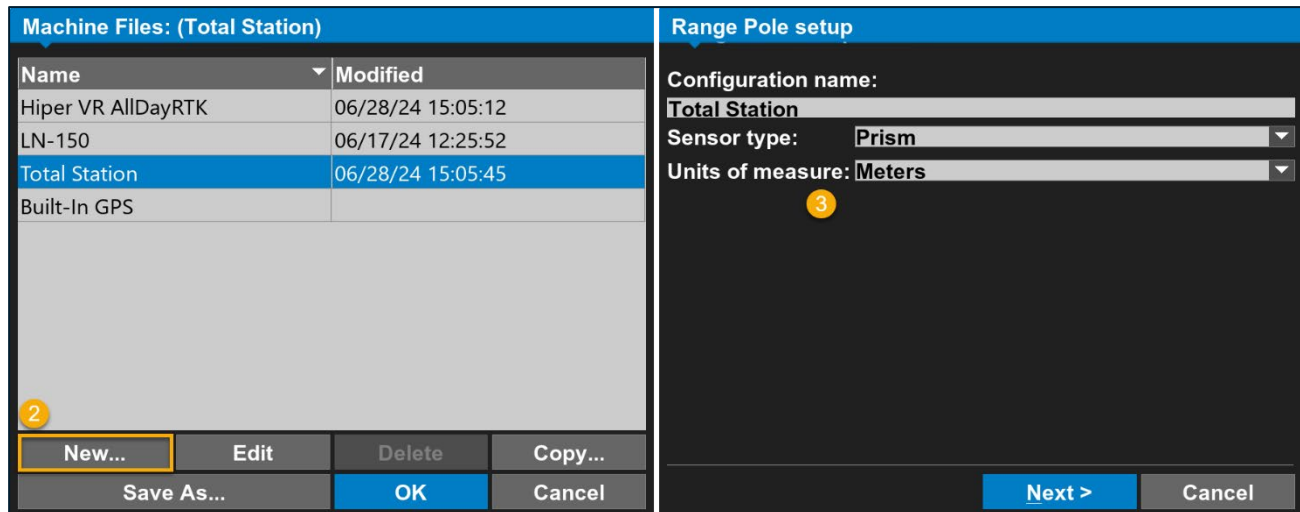 Machine Files: (Total Station)
Name Modified
Hiper VR AllDayRTK 06/28/24 15:05:12
LN-150 06/17/24 12:25:52
Total Station 06/28/24 15:05:45
Built-In GPS
2
New... Edit Delete Copy...
Save As... OK Cancel
Range Pole setup
Configuration name:
Total Station
Sensor type: Prism
Units of measure: Meters
3
Next > Cancel